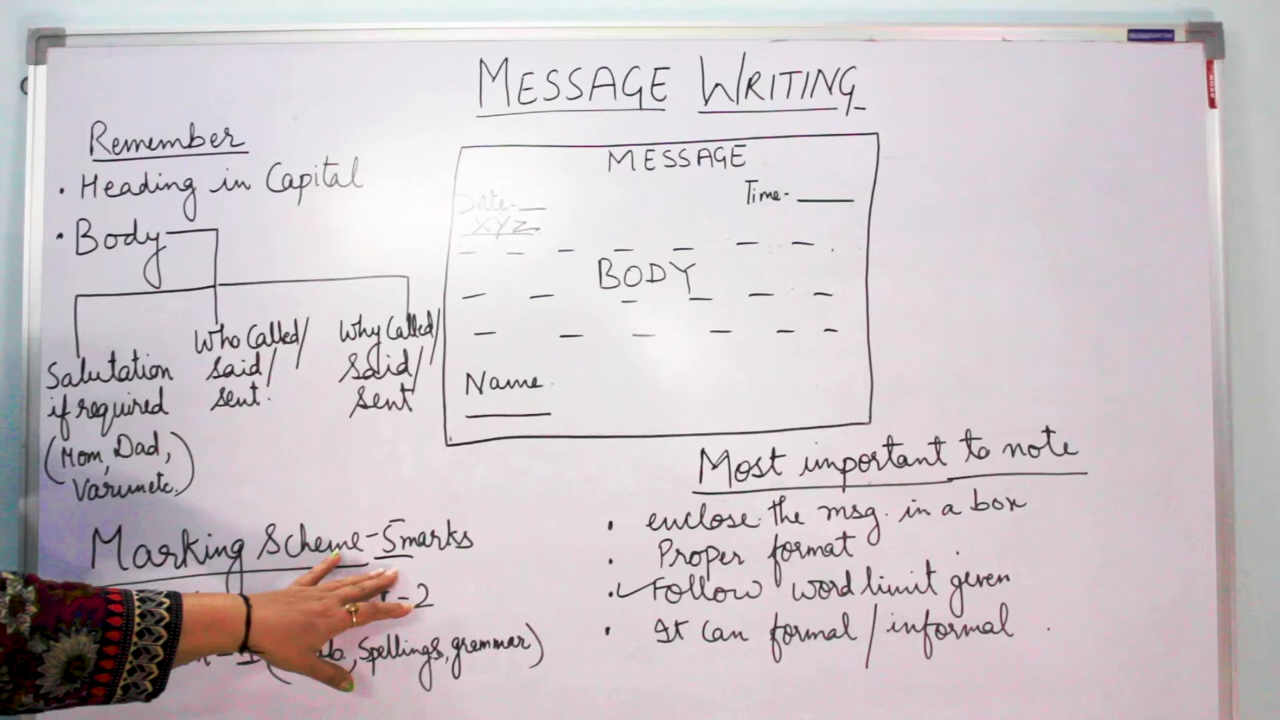 MESSAGE WRITING
Remember
• Heading in Capital
• Body
Salutation
if required
(Mom, Dad,
Varun etc.)
Who Called/
Said/
Sent.
Why Called/
Said/
Sent
MESSAGE
Date-
Time-
XYZ
BODY
Name
Marking Scheme-5marks
-2
Spellings, grammar)
Most important to note
• enclose the msg. in a box
• Proper format
• Follow word limit given
• It can formal/informal